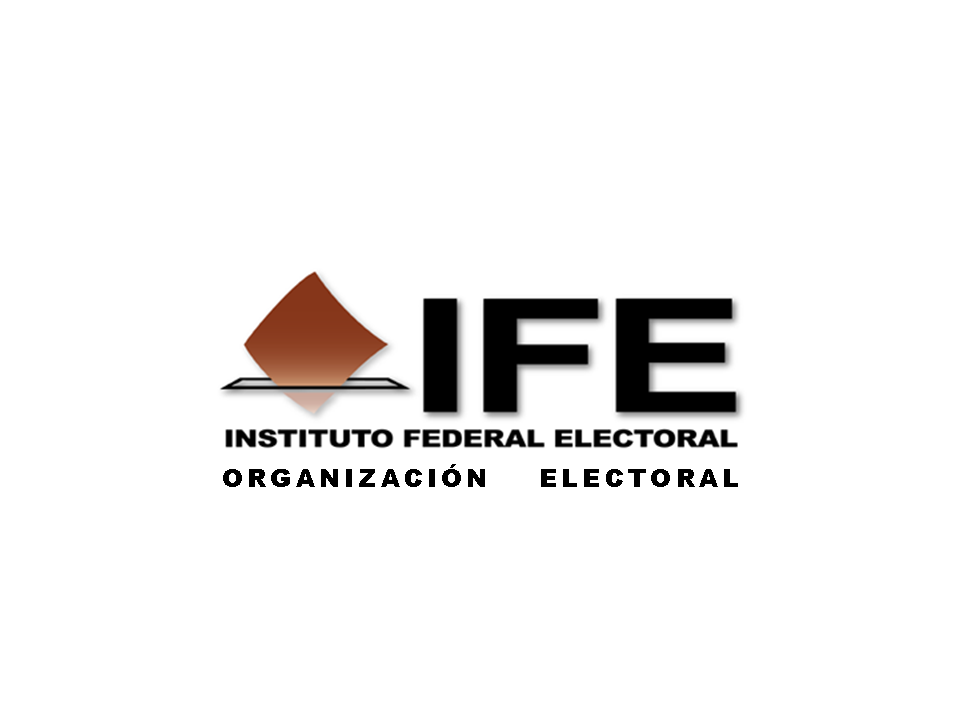 IFE
INSTITUTO FEDERAL ELECTORAL
ORGANIZACIÓN ELECTORAL